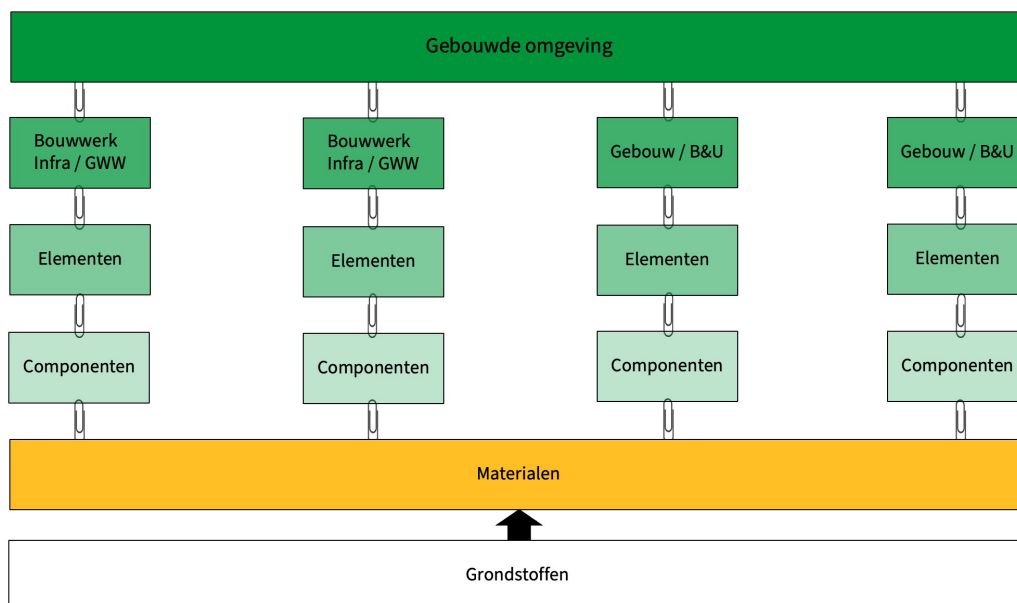 Gebouwde omgeving
Bouwwerk
Infra / GWW
Bouwwerk
Infra / GWW
Gebouw / B&U
Gebouw / B&U
Elementen
Elementen
Elementen
Elementen
Componenten
Componenten
Componenten
Componenten
Materialen
Grondstoffen